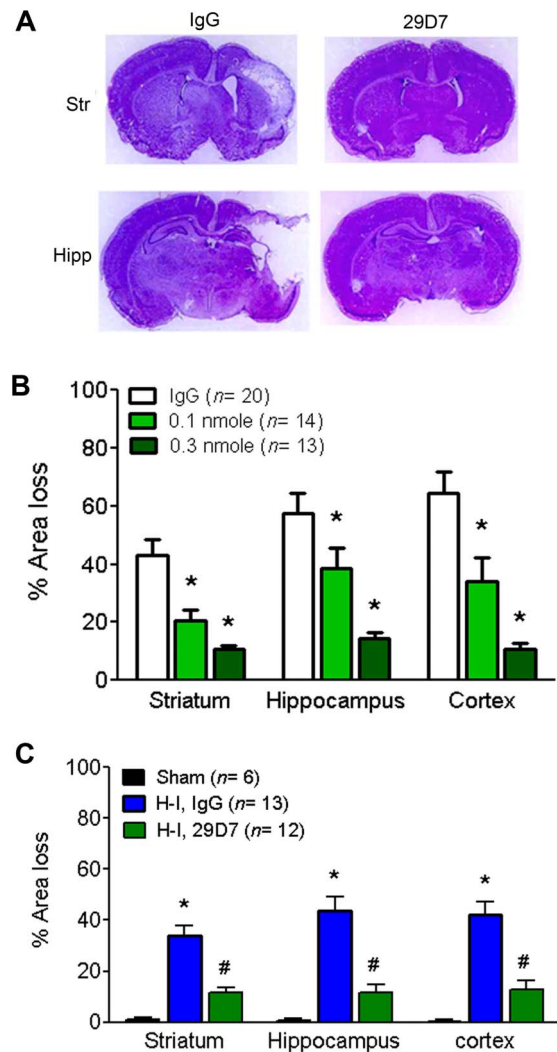 A
IgG
29D7
Str
Hipp
B
100
80
60
40
20
0
% Area loss
IgG (n= 20)
0.1 nmole (n= 14)
0.3 nmole (n= 13)
*
*
*
*
*
*
Striatum
Hippocampus
Cortex
C
100
80
60
40
20
0
% Area loss
Sham (n= 6)
H-I, IgG (n= 13)
H-I, 29D7 (n= 12)
*
#
*
#
*
#
Striatum
Hippocampus
cortex